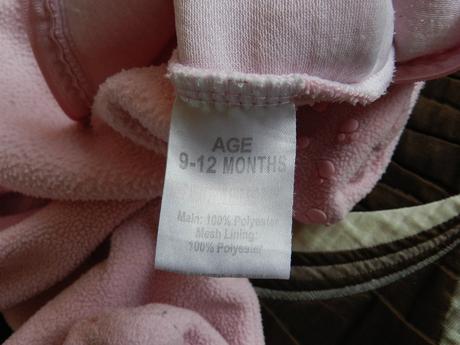 AGE
9-12 MONTHS
Main: 100% Polyester
Mesh Lining:
100% Polyester